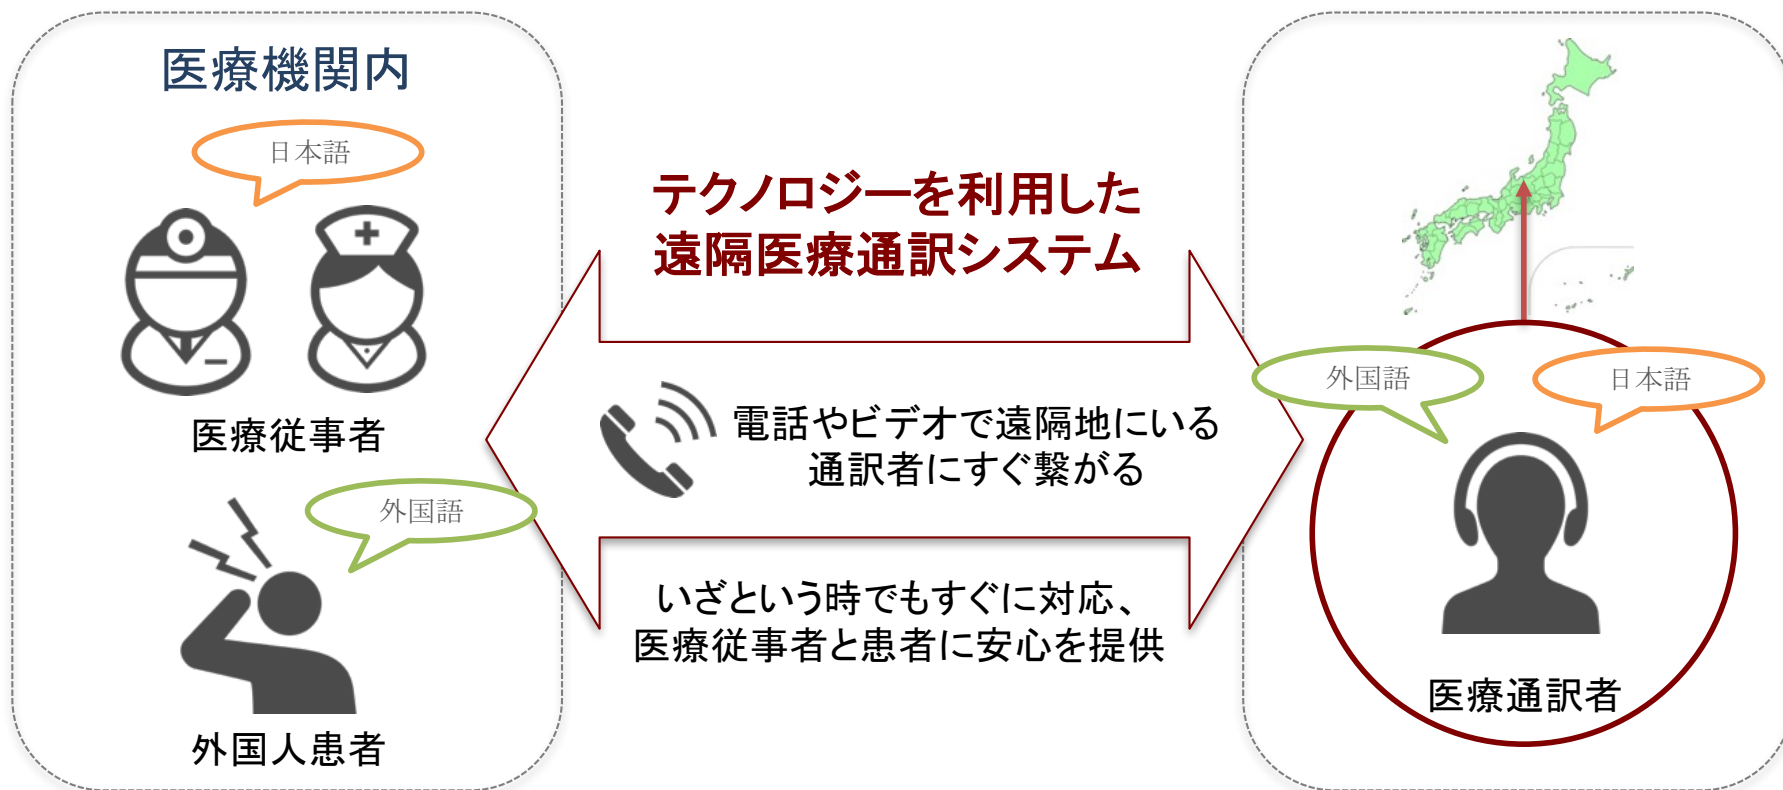 医療機関内
日本語
医療従事者
外国語
外国人患者
テクノロジーを利用した
遠隔医療通訳システム
電話やビデオで遠隔地にいる
通訳者にすぐ繋がる
いざという時でもすぐに対応、
医療従事者と患者に安心を提供
外国語
日本語
医療通訳者